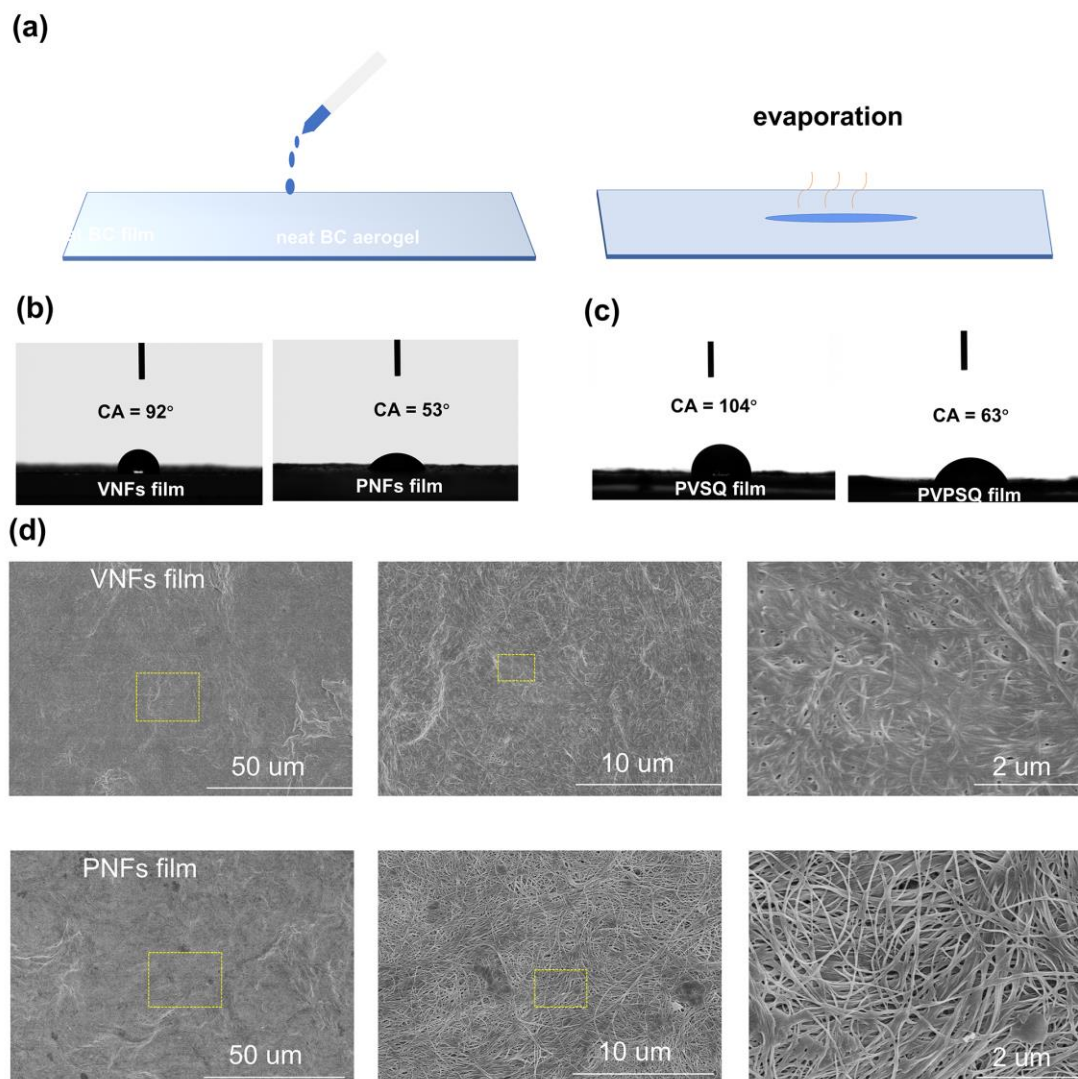 (a)
evaporation
BC film
neat BC aerogel
(b)
(c)
CA = 92°
CA = 53°
CA = 104°
CA = 63°
VNFs film
PNFs film
PVSQ film
PVPSQ film
(d)
VNFs film
50 um
10 um
2 um
PNFs film
50 um
10 um
2 um